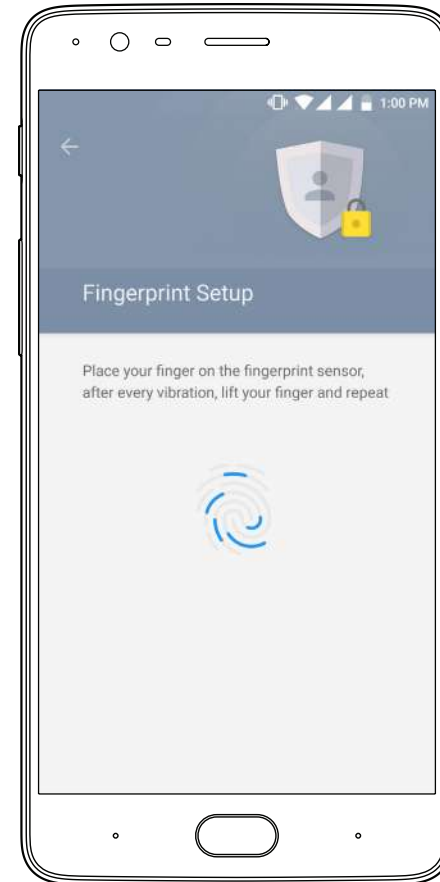 1:00 PM
Fingerprint Setup
Place your finger on the fingerprint sensor,
after every vibration, lift your finger and repeat